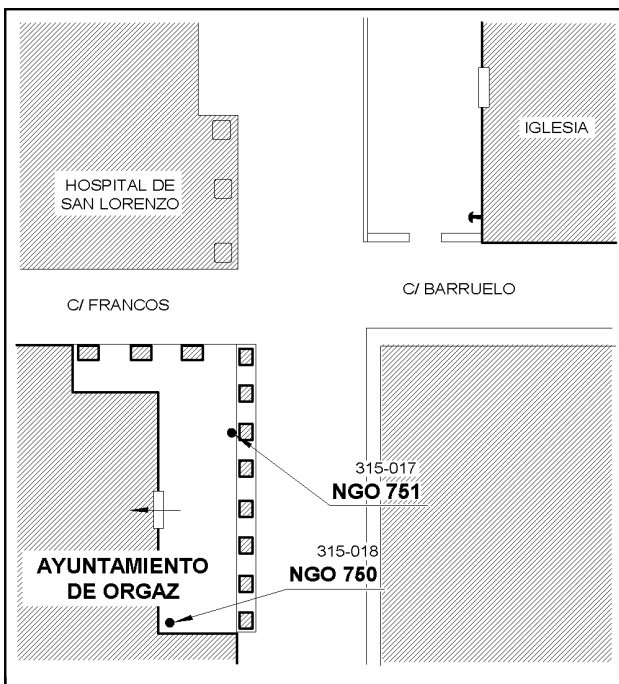 IGLESIA
HOSPITAL DE
SAN LORENZO
C/ BARRUELO
C/ FRANCOS
315-017
NGO 751
315-018
NGO 750
AYUNTAMIENTO
DE ORGAZ